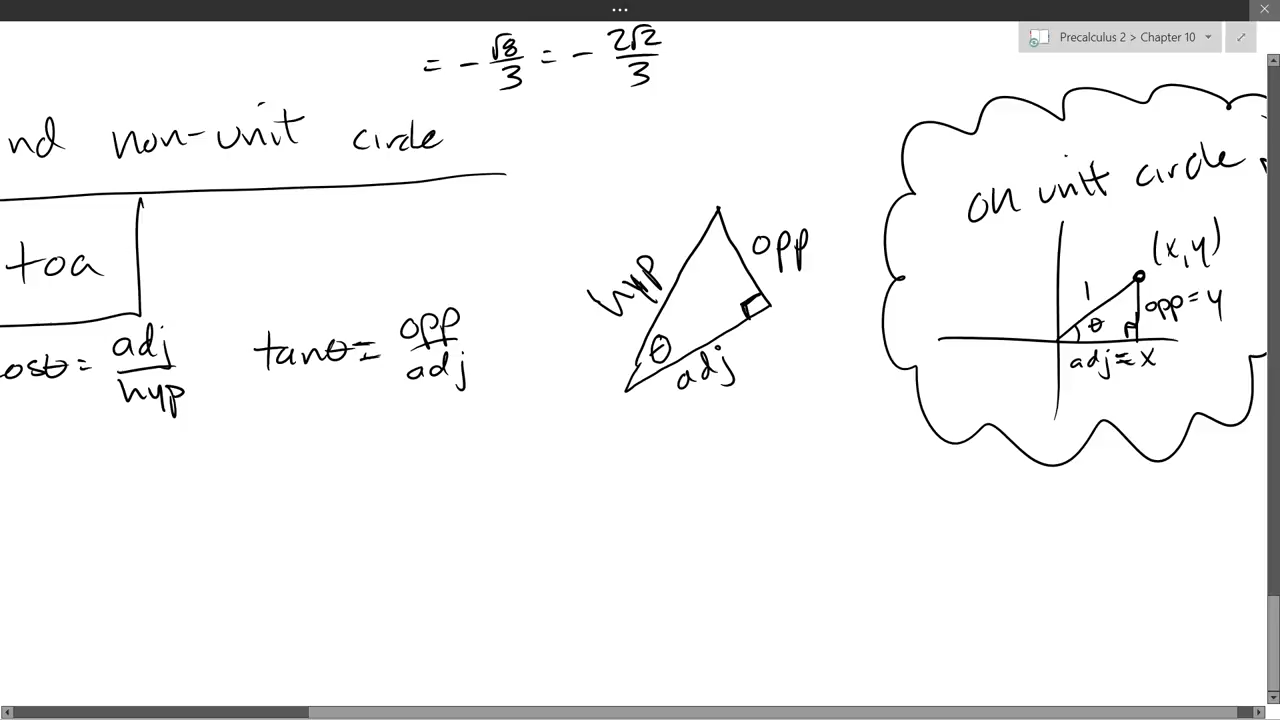 Precalculus 2 > Chapter 10
= - √8/3 = - 2√2/3
nd non-unit circle
toa
osθ = adj/hyp
tanθ = opp/adj
hyp
opp
θ
adj
on unit circle
(x, y)
1
θ
opp = y
adj = x